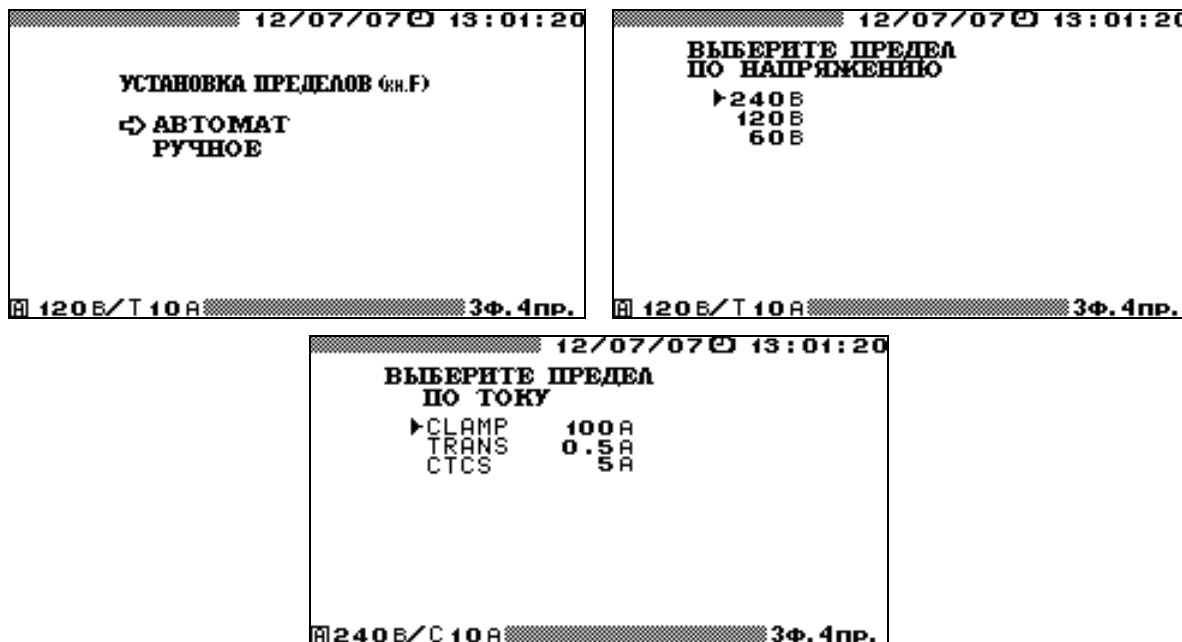 12/07/07 13:01:20
УСТАНОВКА ПРЕДЕЛОВ (кн.F)
АВТОМАТ
РУЧНОЕ
А 120В/Т10А 3ф.4пр.
12/07/07 13:01:20
ВЫБЕРИТЕ ПРЕДЕЛ
ПО НАПРЯЖЕНИЮ
240В
120В
60В
А 120В/Т10А 3ф.4пр.
12/07/07 13:01:20
ВЫБЕРИТЕ ПРЕДЕЛ
ПО ТОКУ
CLAMP 100А
TRANS 0.5А
CTCS 5А
А 240В/С10А 3ф.4пр.